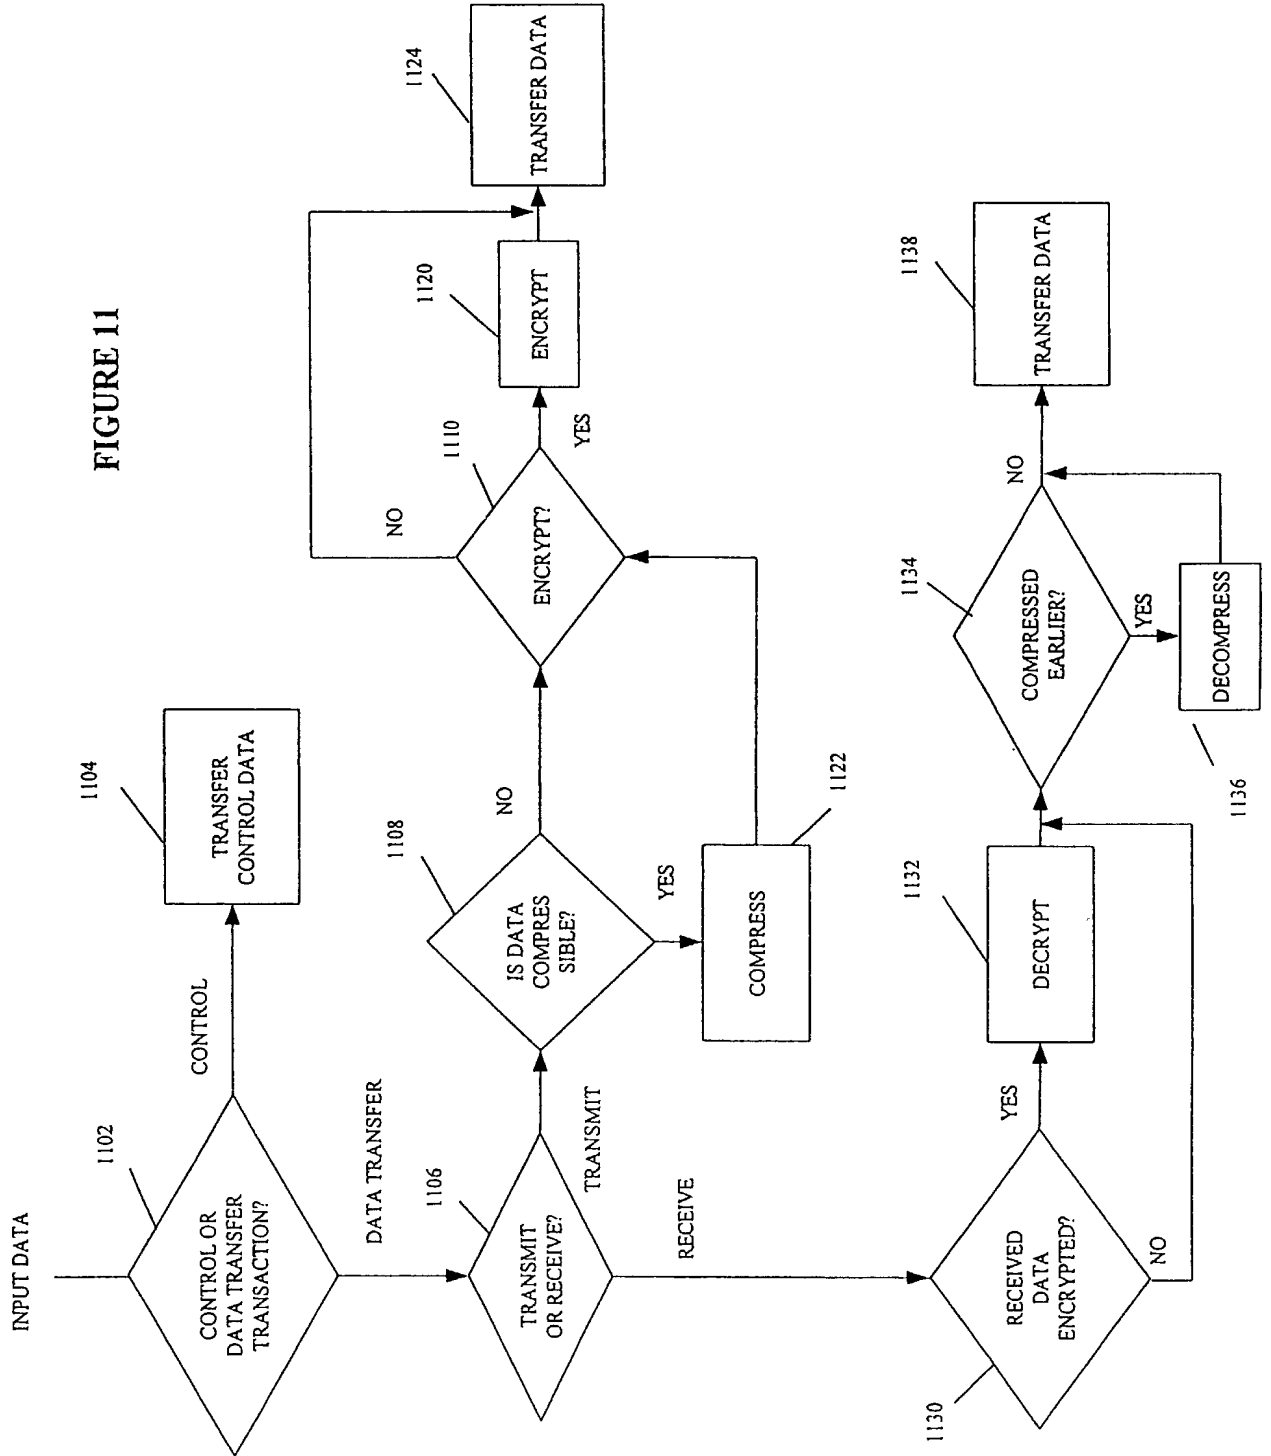 FIGURE 11
INPUT DATA
1102
CONTROL OR
DATA TRANSFER
TRANSACTION?
CONTROL
1104
TRANSFER
CONTROL DATA
DATA TRANSFER
1106
TRANSMIT
OR RECEIVE?
TRANSMIT
1108
IS DATA
COMPRES
SIBLE?
NO
YES
COMPRESS
1122
1110
ENCRYPT?
NO
YES
1120
ENCRYPT
1124
TRANSFER DATA
RECEIVE
1130
RECEIVED
DATA
ENCRYPTED?
YES
NO
1132
DECRYPT
1134
COMPRESSED
EARLIER?
NO
YES
1136
DECOMPRESS
1138
TRANSFER DATA